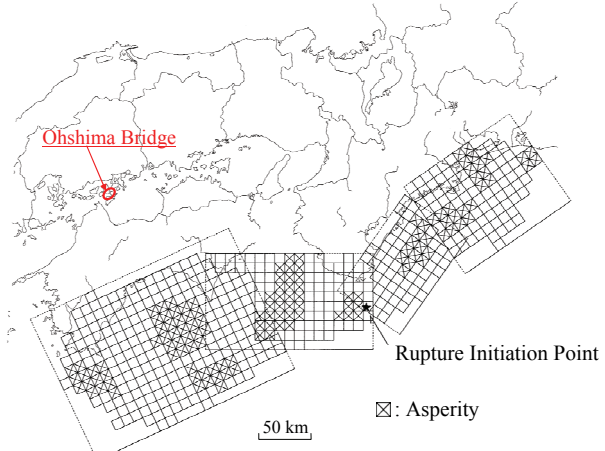 Ohshima Bridge
Rupture Initiation Point
: Asperity
50 km